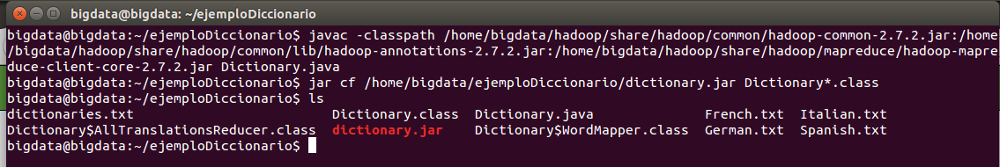 bigdata@bigdata: ~/ejemploDiccionario
bigdata@bigdata:~/ejemploDiccionario$ javac -classpath /home/bigdata/hadoop/share/hadoop/common/hadoop-common-2.7.2.jar:/home
/bigdata/hadoop/share/hadoop/common/lib/hadoop-annotations-2.7.2.jar:/home/bigdata/hadoop/share/hadoop/mapreduce/hadoop-mapre
duce-client-core-2.7.2.jar Dictionary.java
bigdata@bigdata:~/ejemploDiccionario$ jar cf /home/bigdata/ejemploDiccionario/dictionary.jar Dictionary*.class
bigdata@bigdata:~/ejemploDiccionario$ ls
dictionaries.txt Dictionary.class Dictionary.java French.txt Italian.txt
Dictionary$AllTranslationsReducer.class dictionary.jar Dictionary$WordMapper.class German.txt Spanish.txt
bigdata@bigdata:~/ejemploDiccionario$